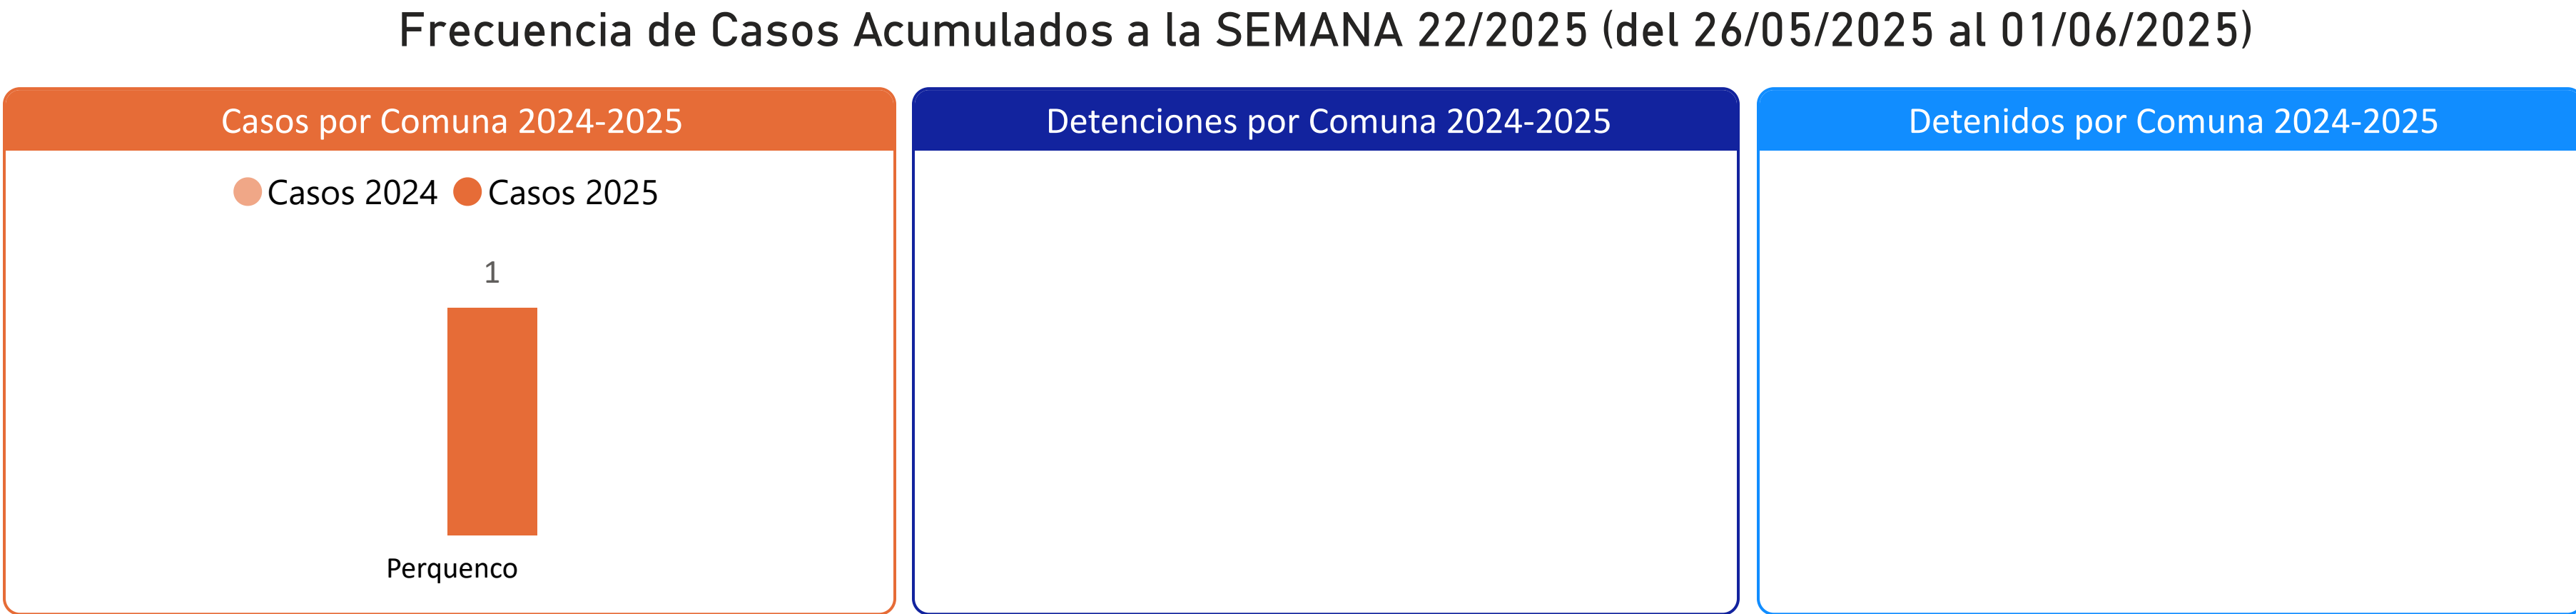 Frecuencia de Casos Acumulados a la SEMANA 22/2025 (del 26/05/2025 al 01/06/2025)
Casos por Comuna 2024-2025
Casos 2024 Casos 2025
1
Perquenco
Detenciones por Comuna 2024-2025
Detenidos por Comuna 2024-2025